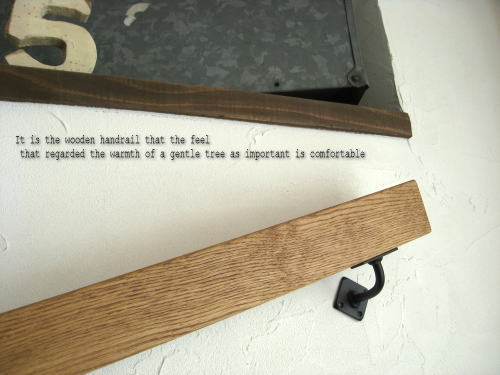 5
It is the wooden handrail that the feel
that regarded the warmth of a gentle tree as important is comfortable